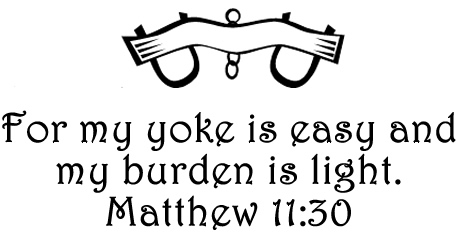 For my yoke is easy and
my burden is light.
Matthew 11:30